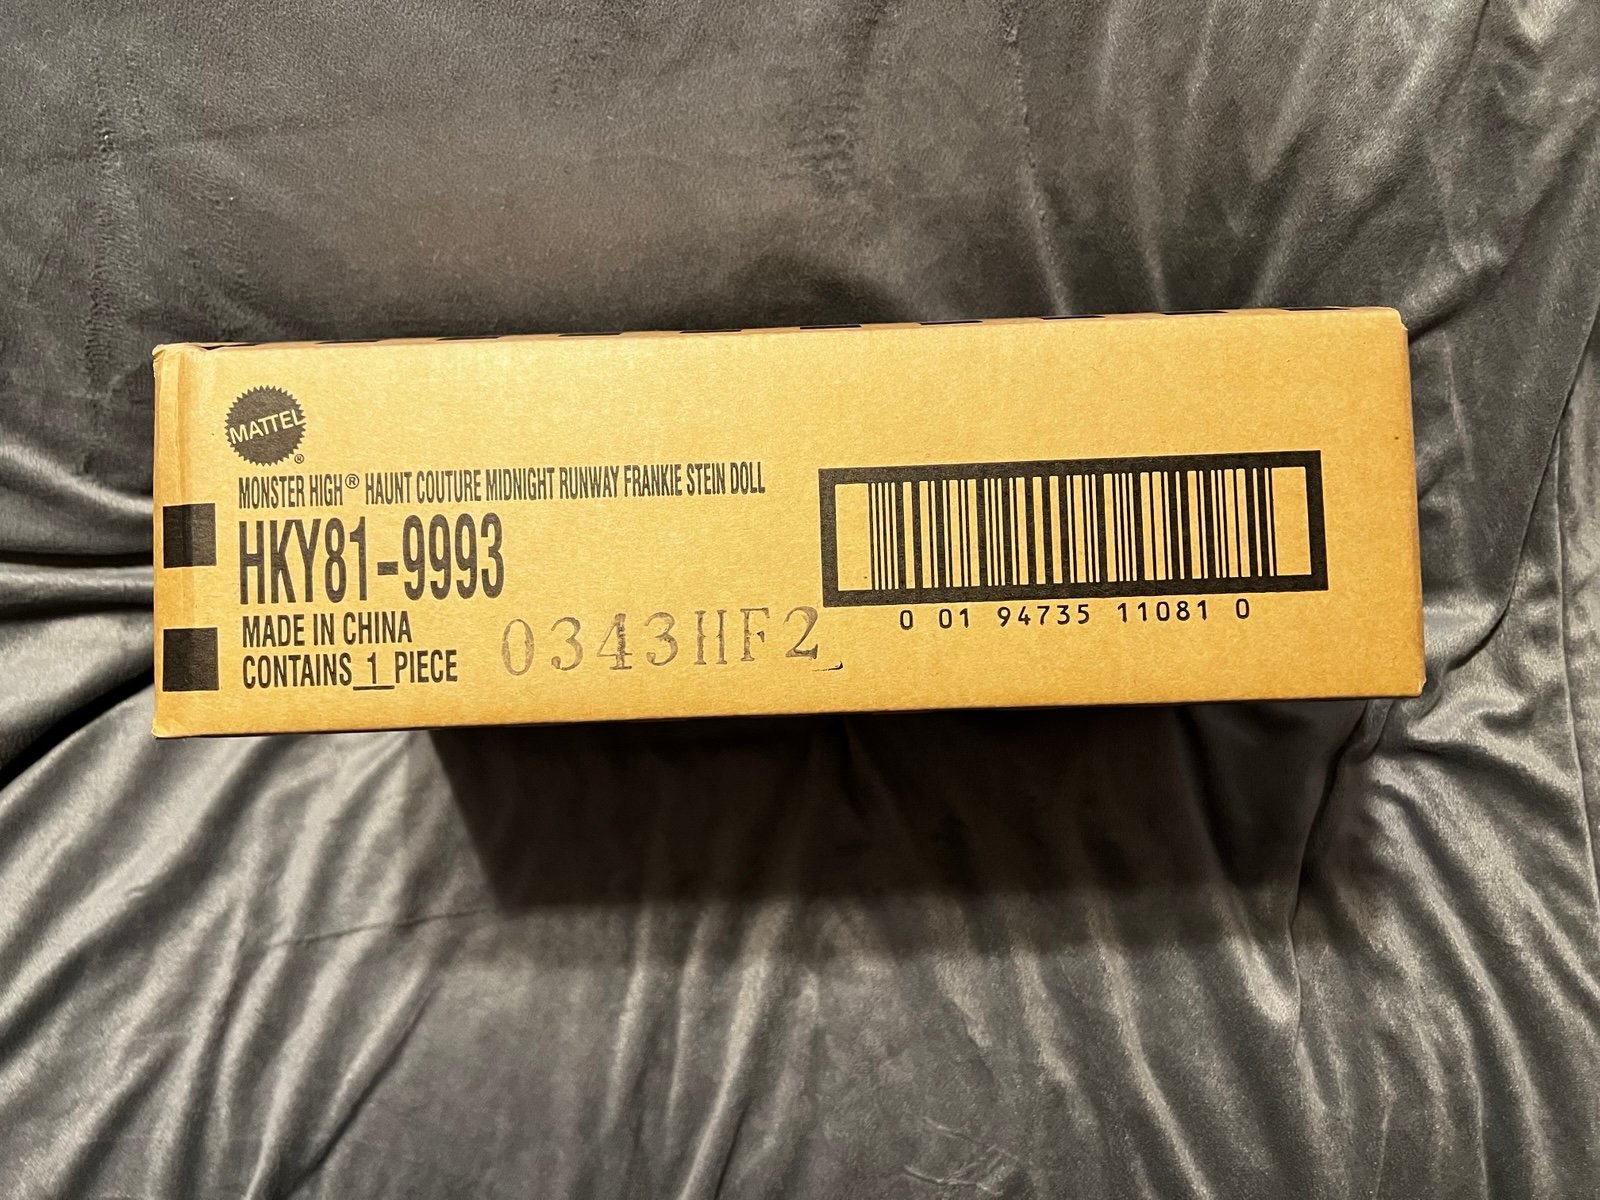 MATTEL
®
MONSTER HIGH® HAUNT COUTURE MIDNIGHT RUNWAY FRANKIE STEIN DOLL
HKY81-9993
MADE IN CHINA
CONTAINS 1 PIECE
0343HF2
0 01 94735 11081 0